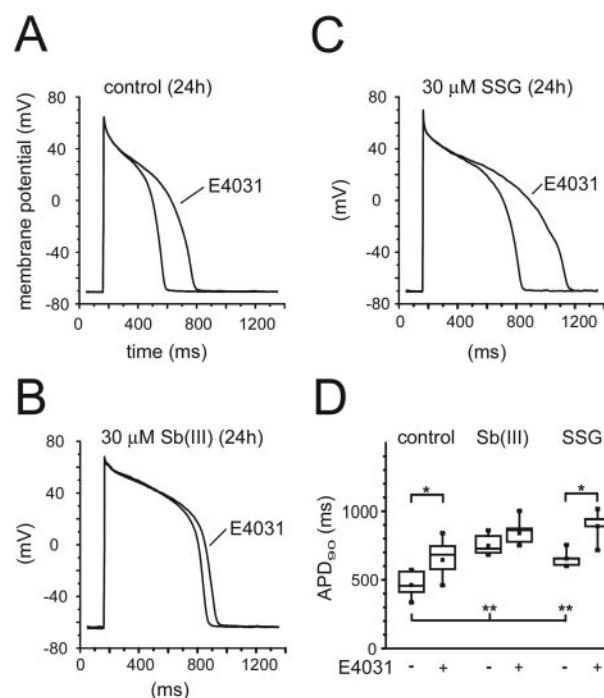 A
control (24h)
80
40
0
-40
-80
membrane potential (mV)
E4031
400
800
1200
time (ms)
C
30 μM SSG (24h)
80
40
0
-40
-80
(mV)
E4031
400
800
1200
(ms)
B
30 μM Sb(III) (24h)
80
40
0
-40
-80
(mV)
E4031
400
800
1200
(ms)
D
control Sb(III) SSG
* *
1000
500
0
APD90 (ms)
** **
E4031 - + - + - +